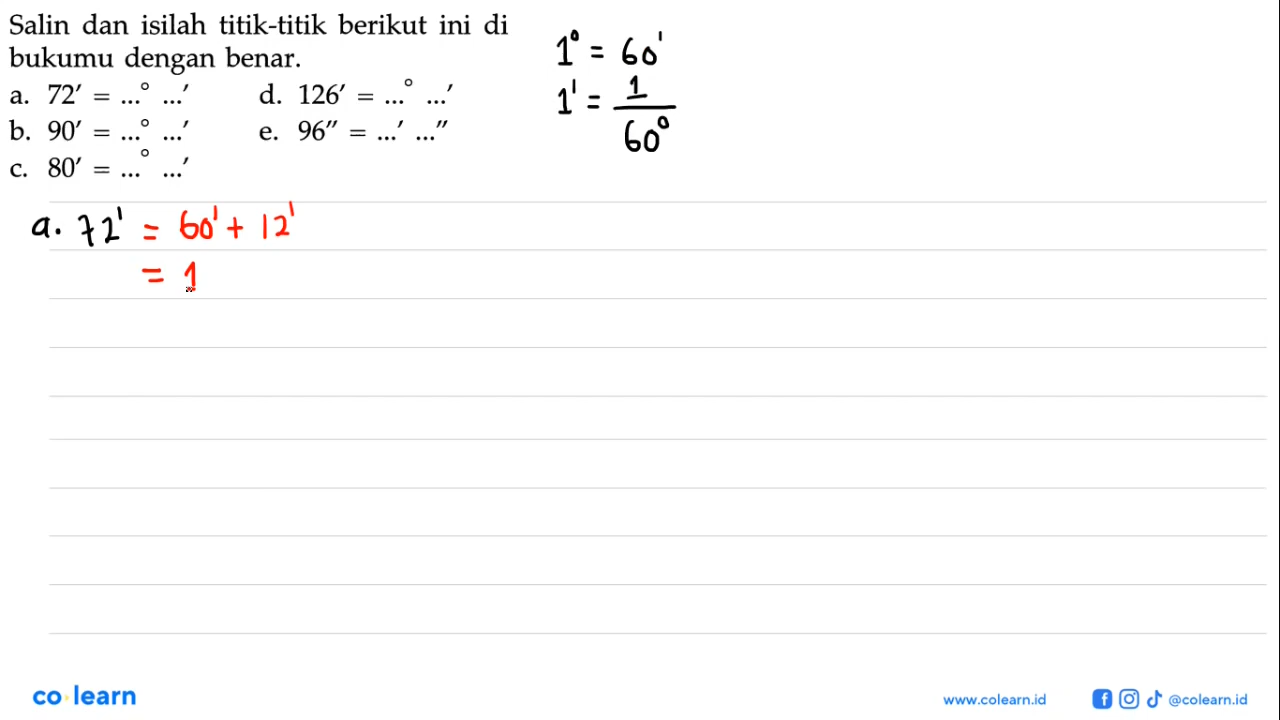 Salin dan isilah titik-titik berikut ini di
bukumu dengan benar.
a. 72′ = ...° ...′ d. 126′ = ...° ...′
b. 90′ = ...° ...′ e. 96″ = ...′ ...″
c. 80′ = ...° ...′
1° = 60'
1' = 1/60°
a. 72' = 60' + 12'
= 1
co learn
www.colearn.id @colearn.id